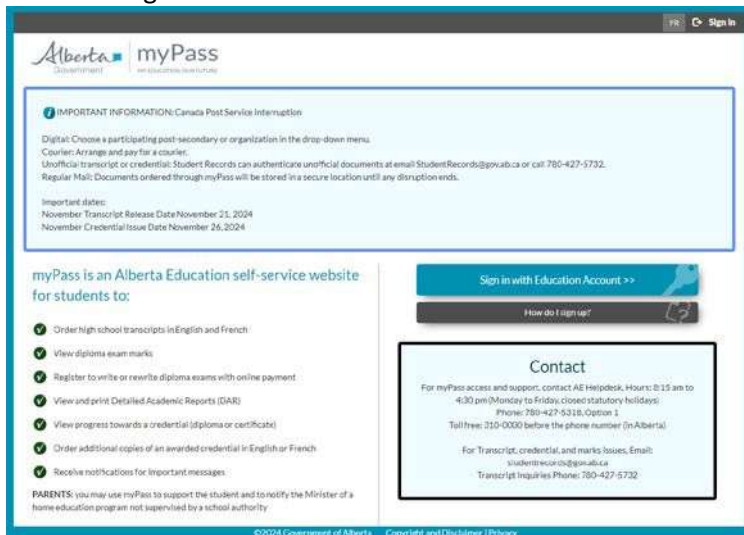 FR Sign in
Alberta Government
myPass
IMPORTANT INFORMATION: Canada Post Service Interruption
Digital: Choose a participating post-secondary or organization in the drop-down menu.
Courier: Arrange and pay for a courier.
Unofficial transcript or credential: Student Records can authenticate unofficial documents at email StudentRecords@gov.ab.ca or call 780-427-5732.
Regular Mail: Documents ordered through myPass will be stored in a secure location until any disruption ends.
Important dates:
November Transcript Release Date November 21, 2024
November Credential Issue Date November 26, 2024
myPass is an Alberta Education self-service website
for students to:
Order high school transcripts in English and French
View diploma exam marks
Register to write or rewrite diploma exams with online payment
View and print Detailed Academic Reports (DAR)
View progress towards a credential (diploma or certificate)
Order additional copies of an awarded credential in English or French
Receive notifications for important messages
PARENTS: you may use myPass to support the student and to notify the Minister of a
home education program not supervised by a school authority
Sign in with Education Account >>
How do I sign up?
Contact
For myPass access and support, contact AE Helpdesk, Hours: 8:15 am to
4:30 pm (Monday to Friday, closed statutory holidays)
Phone: 780-427-5318, Option 1
Toll free: 310-0000 before the phone number (in Alberta)
For Transcript, credential, and marks issues, Email:
studentrecords@gov.ab.ca
Transcript Inquiries Phone: 780-427-5732
©2024 Government of Alberta Copyright and Disclaimer | Privacy